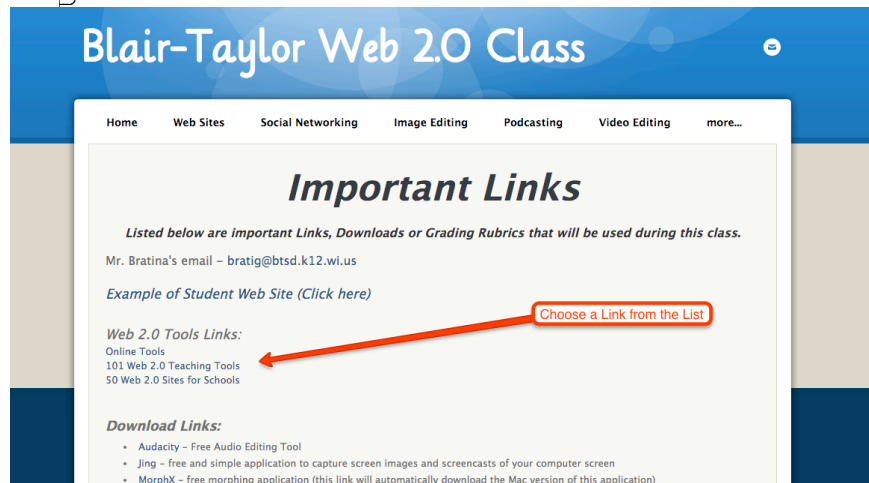 Blair-Taylor Web 2.0 Class
Home Web Sites Social Networking Image Editing Podcasting Video Editing more...
Important Links
Listed below are important Links, Downloads or Grading Rubrics that will be used during this class.
Mr. Bratina's email – bratig@btsd.k12.wi.us
Example of Student Web Site (Click here)
Choose a Link from the List
Web 2.0 Tools Links:
Online Tools
101 Web 2.0 Teaching Tools
50 Web 2.0 Sites for Schools
Download Links:
• Audacity – Free Audio Editing Tool
• Jing – free and simple application to capture screen images and screencasts of your computer screen
• MorphX – free morphing application (this link will automatically download the Mac version of this application)